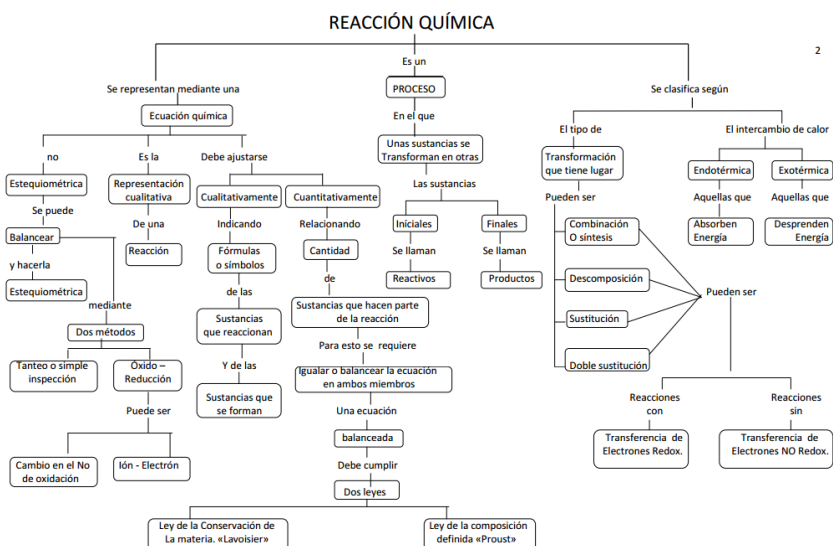 REACCIÓN QUÍMICA
2
Se representan mediante una
Ecuación química
no
Estequiométrica
Se puede
Balancear
y hacerla
Estequiométrica
mediante
Dos métodos
Tanteo o simple
inspección
Óxido –
Reducción
Puede ser
Cambio en el No
de oxidación
Ión - Electrón
Es la
Representación
cualitativa
De una
Reacción
Debe ajustarse
Cualitativamente
Indicando
Fórmulas
o símbolos
de las
Sustancias
que reaccionan
Y de las
Sustancias que
se forman
Cuantitativamente
Relacionando
Cantidad
de
Sustancias que hacen parte
de la reacción
Para esto se requiere
Igualar o balancear la ecuación
en ambos miembros
Una ecuación
balanceada
Debe cumplir
Dos leyes
Ley de la Conservación de
La materia. «Lavoisier»
Ley de la composición
definida «Proust»
Es un
PROCESO
En el que
Unas sustancias se
Transforman en otras
Las sustancias
Iniciales
Se llaman
Reactivos
Finales
Se llaman
Productos
Se clasifica según
El tipo de
Transformación
que tiene lugar
Pueden ser
Combinación
O síntesis
Descomposición
Sustitución
Doble sustitución
Pueden ser
Reacciones
con
Transferencia de
Electrones Redox.
Reacciones
sin
Transferencia de
Electrones NO Redox.
El intercambio de calor
Endotérmica
Aquellas que
Absorben
Energía
Exotérmica
Aquellas que
Desprenden
Energía